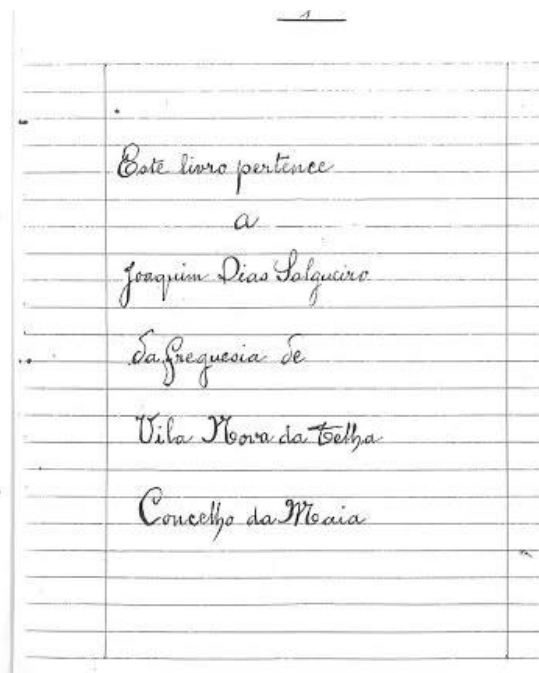 1
Este livro pertence
a
Joaquim Dias Salgueiro
da freguesia de
Vila Nova da Telha
Concelho da Maia